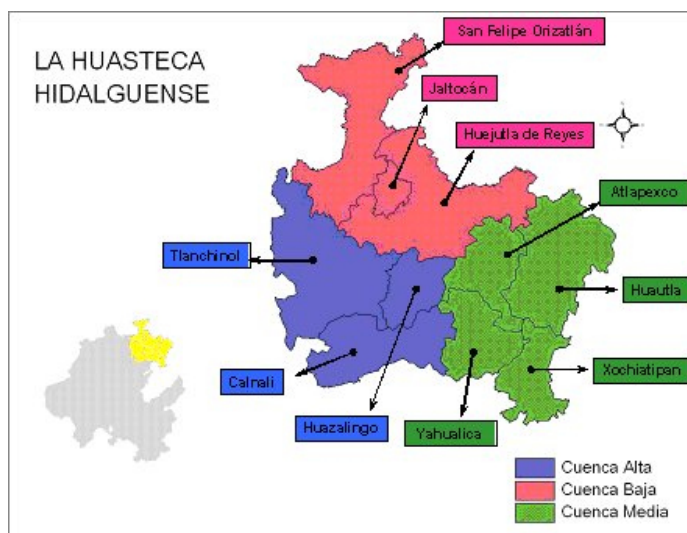 LA HUASTECA
HIDALGUENSE
San Felipe Orizatlán
Jaltocán
Huejutla de Reyes
Atlapexco
Tlanchinol
Huautla
Calnali
Xochiatipan
Huazalingo
Yahualica
Cuenca Alta
Cuenca Baja
Cuenca Media